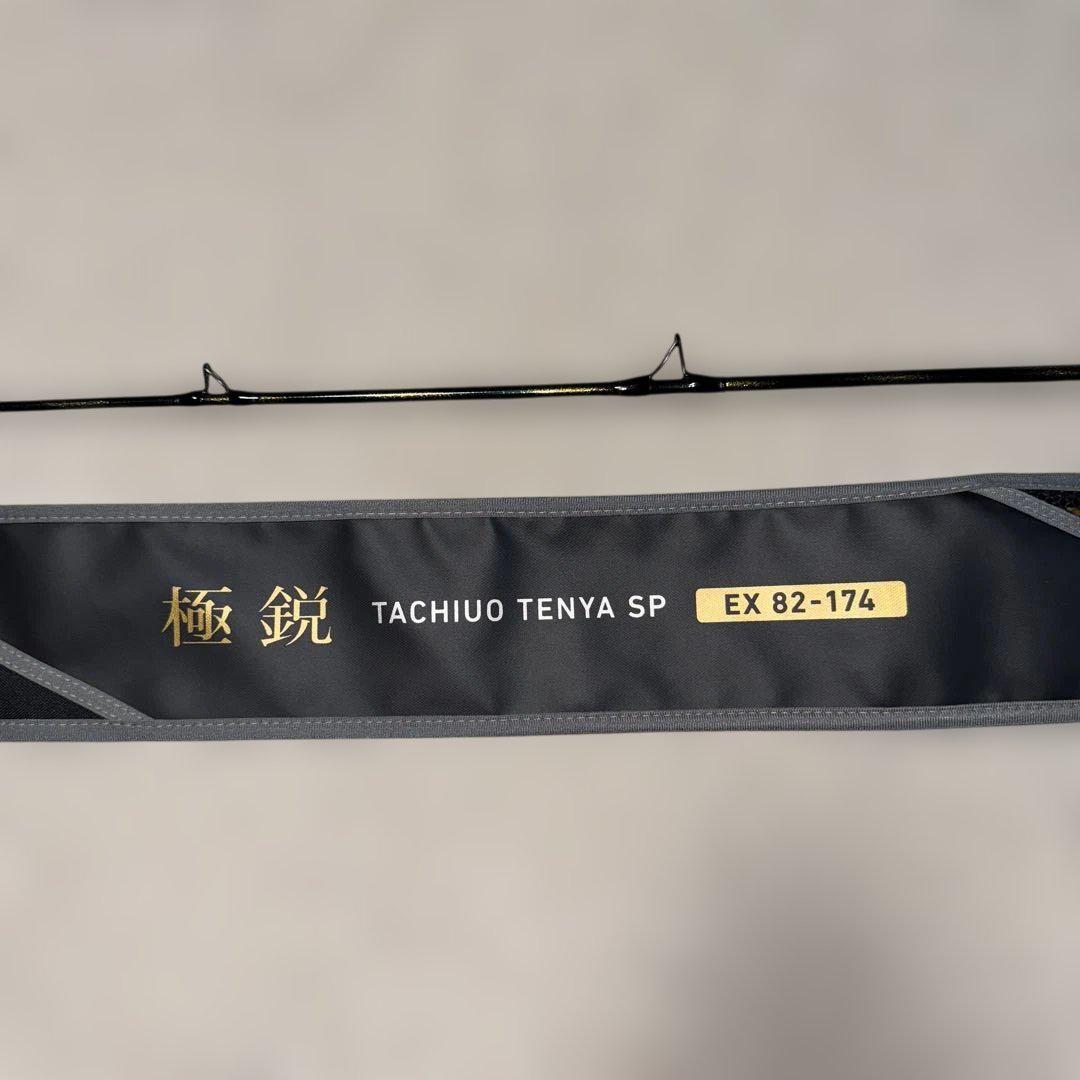 極鋭 TACHIUO TENYA SP EX 82-174